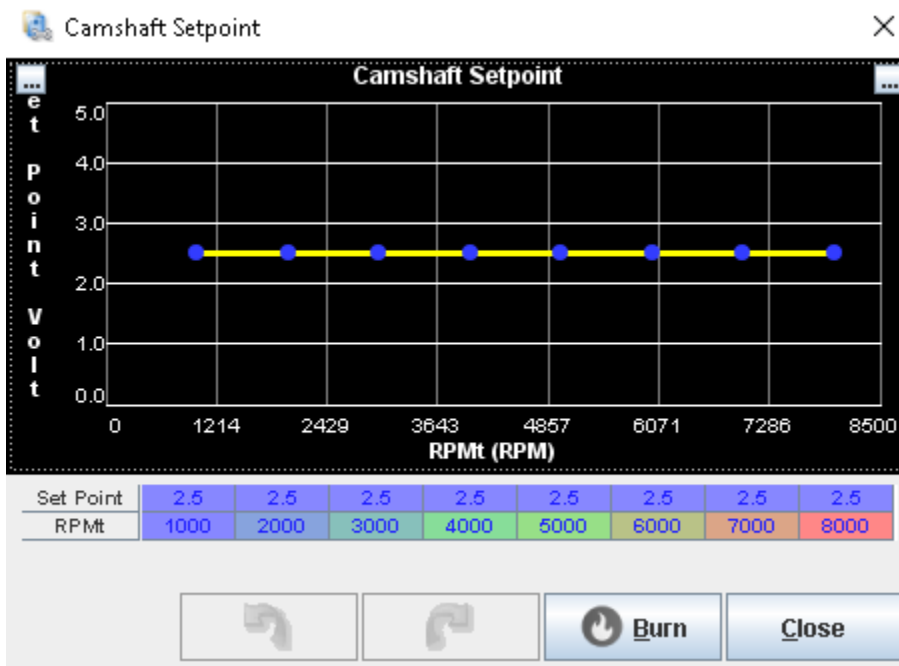 Camshaft Setpoint
Camshaft Setpoint
...
...
et Point Volt
5.0
4.0
3.0
2.0
1.0
0.0
0 1214 2429 3643 4857 6071 7286 8500
RPMt (RPM)
Set Point 2.5 2.5 2.5 2.5 2.5 2.5 2.5 2.5
RPMt 1000 2000 3000 4000 5000 6000 7000 8000
Burn Close